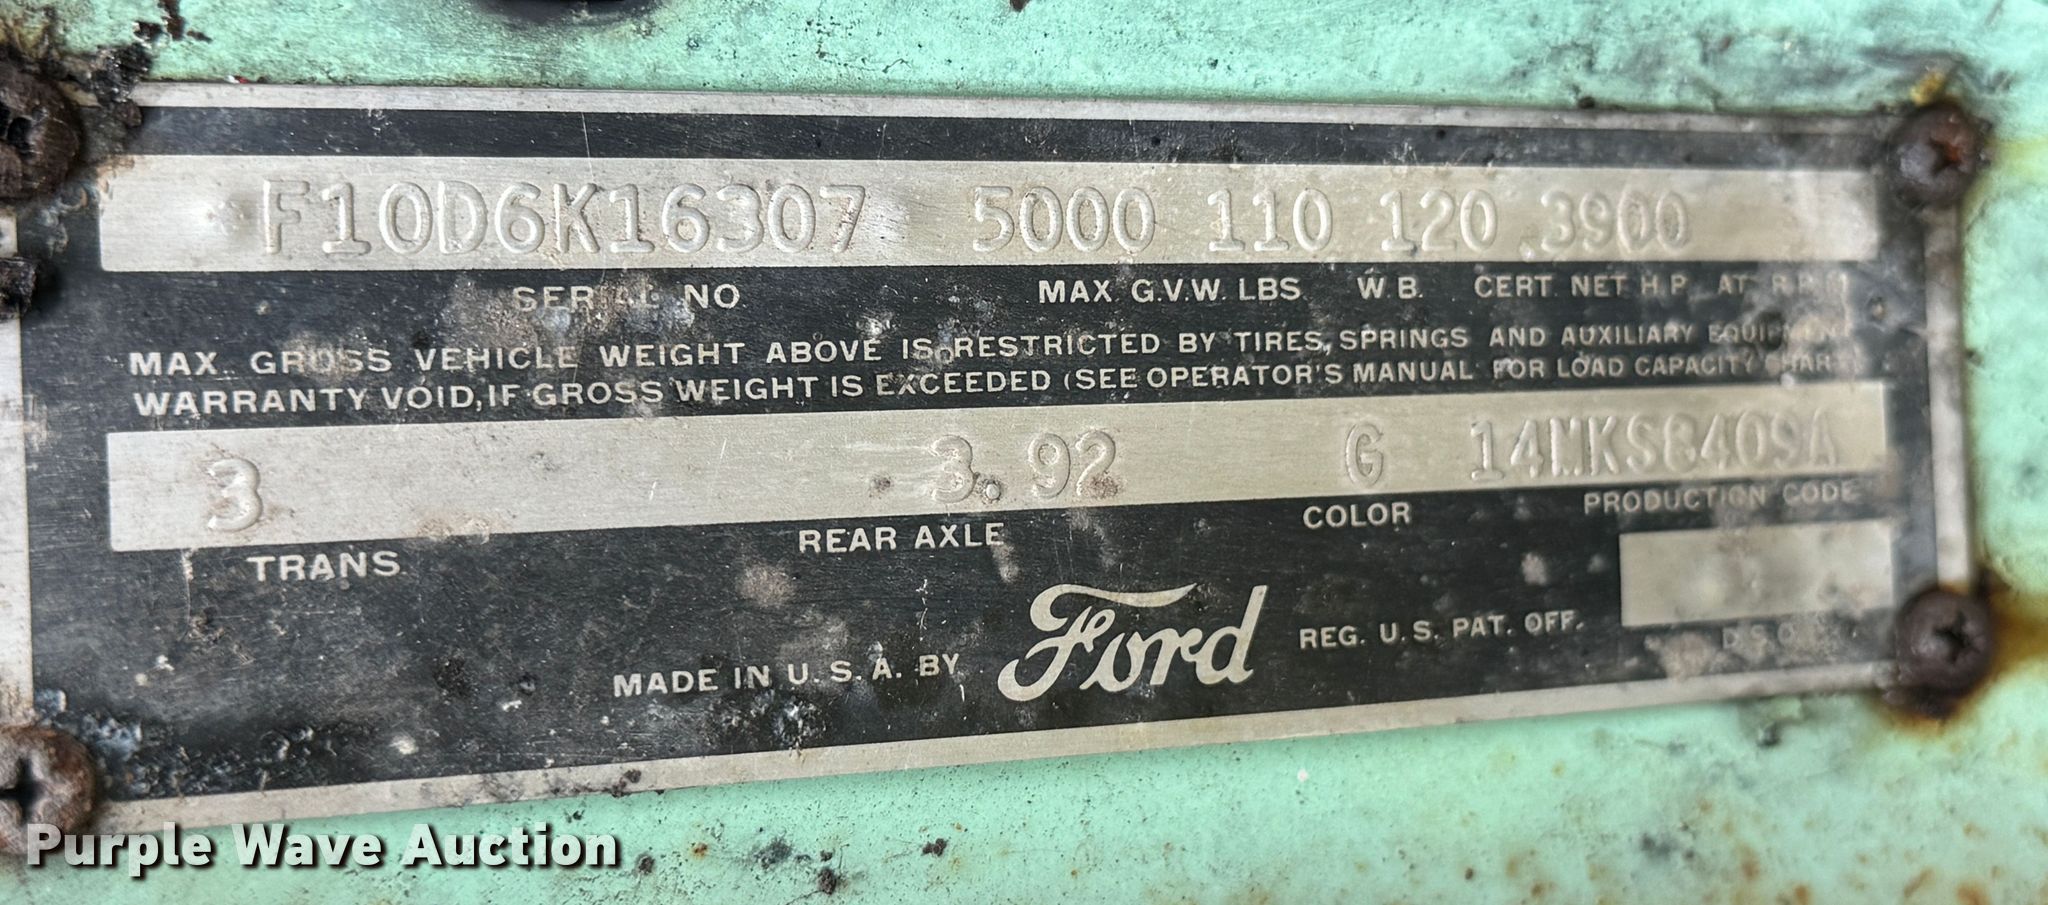 F10D6K16307 5000 110 120 3900
SERIAL NO MAX. G.V.W. LBS. W.B. CERT. NET H.P. AT R.P.M.
MAX. GROSS VEHICLE WEIGHT ABOVE IS RESTRICTED BY TIRES, SPRINGS AND AUXILIARY EQUIPMENT
WARRANTY VOID, IF GROSS WEIGHT IS EXCEEDED (SEE OPERATOR'S MANUAL FOR LOAD CAPACITY CHART)
3 3.92 G
TRANS REAR AXLE COLOR PRODUCTION CODE
MADE IN U.S.A. BY Ford REG. U.S. PAT. OFF.
D.S.O.
Purple Wave Auction